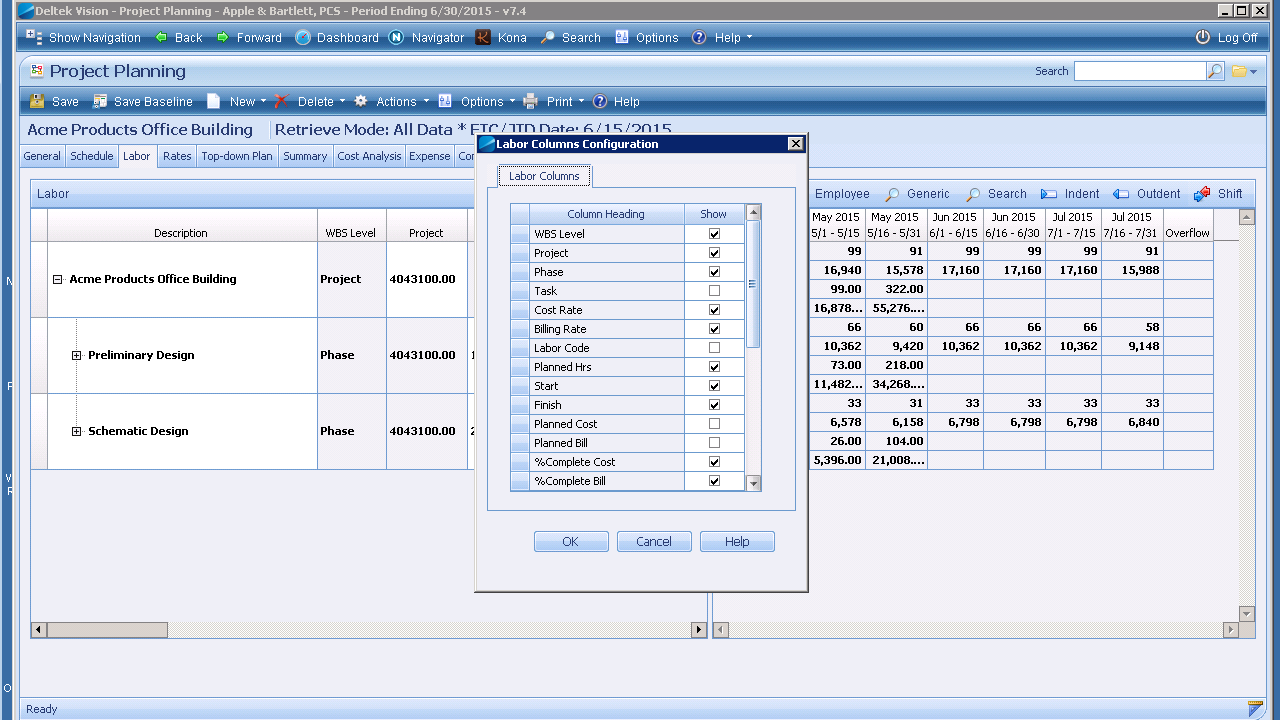 Deltek Vision - Project Planning - Apple & Bartlett, PCS - Period Ending 6/30/2015 - v7.4
Show Navigation Back Forward Dashboard Navigator Kona Search Options Help Log Off
Project Planning Search
Save Save Baseline New Delete Actions Options Print Help
Acme Products Office Building Retrieve Mode: All Data * ETC/JTD Date: 6/15/2015
General Schedule Labor Rates Top-down Plan Summary Cost Analysis Expense
Labor Employee Generic Search Indent Outdent Shift
Description WBS Level Project
Acme Products Office Building Project 4043100.00
Preliminary Design Phase 4043100.00
Schematic Design Phase 4043100.00
Labor Columns Configuration
Labor Columns
Column Heading Show
WBS Level
Project
Phase
Task
Cost Rate
Billing Rate
Labor Code
Planned Hrs
Start
Finish
Planned Cost
Planned Bill
%Complete Cost
%Complete Bill
OK Cancel Help
May 2015 May 2015 Jun 2015 Jun 2015 Jul 2015 Jul 2015
5/1 - 5/15 5/16 - 5/31 6/1 - 6/15 6/16 - 6/30 7/1 - 7/15 7/16 - 7/31 Overflow
99 91 99 99 99 91
16,940 15,578 17,160 17,160 17,160 15,988
99.00 322.00
16,878... 55,276....
66 60 66 66 66 58
10,362 9,420 10,362 10,362 10,362 9,148
73.00 218.00
11,482... 34,268....
33 31 33 33 33 33
6,578 6,158 6,798 6,798 6,798 6,840
26.00 104.00
5,396.00 21,008....
Ready